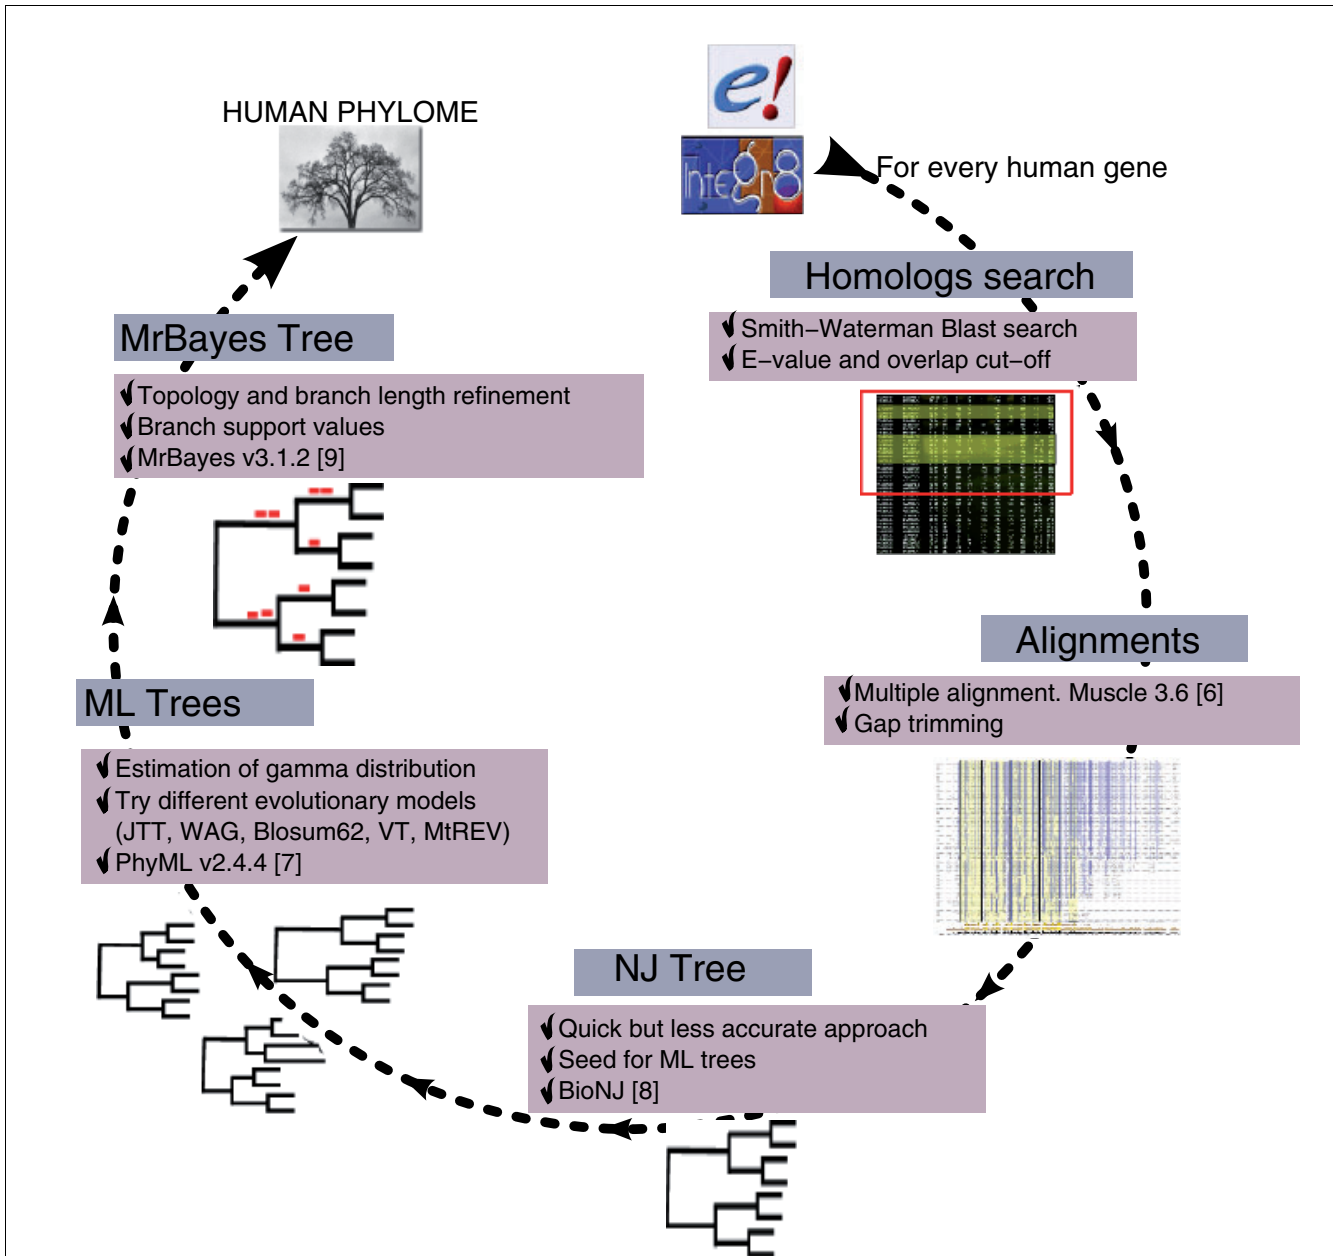 HUMAN PHYLOME
e!
Integr8
For every human gene
Homologs search
Smith−Waterman Blast search
E−value and overlap cut−off
Alignments
Multiple alignment. Muscle 3.6 [6]
Gap trimming
NJ Tree
Quick but less accurate approach
Seed for ML trees
BioNJ [8]
ML Trees
Estimation of gamma distribution
Try different evolutionary models
(JTT, WAG, Blosum62, VT, MtREV)
PhyML v2.4.4 [7]
MrBayes Tree
Topology and branch length refinement
Branch support values
MrBayes v3.1.2 [9]